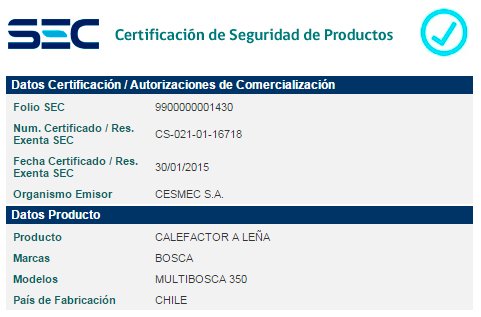 SEC Certificación de Seguridad de Productos
Datos Certificación / Autorizaciones de Comercialización
Folio SEC 9900000001430
Num. Certificado / Res.
Exenta SEC CS-021-01-16718
Fecha Certificado / Res.
Exenta SEC 30/01/2015
Organismo Emisor CESMEC S.A.
Datos Producto
Producto CALEFACTOR A LEÑA
Marcas BOSCA
Modelos MULTIBOSCA 350
País de Fabricación CHILE